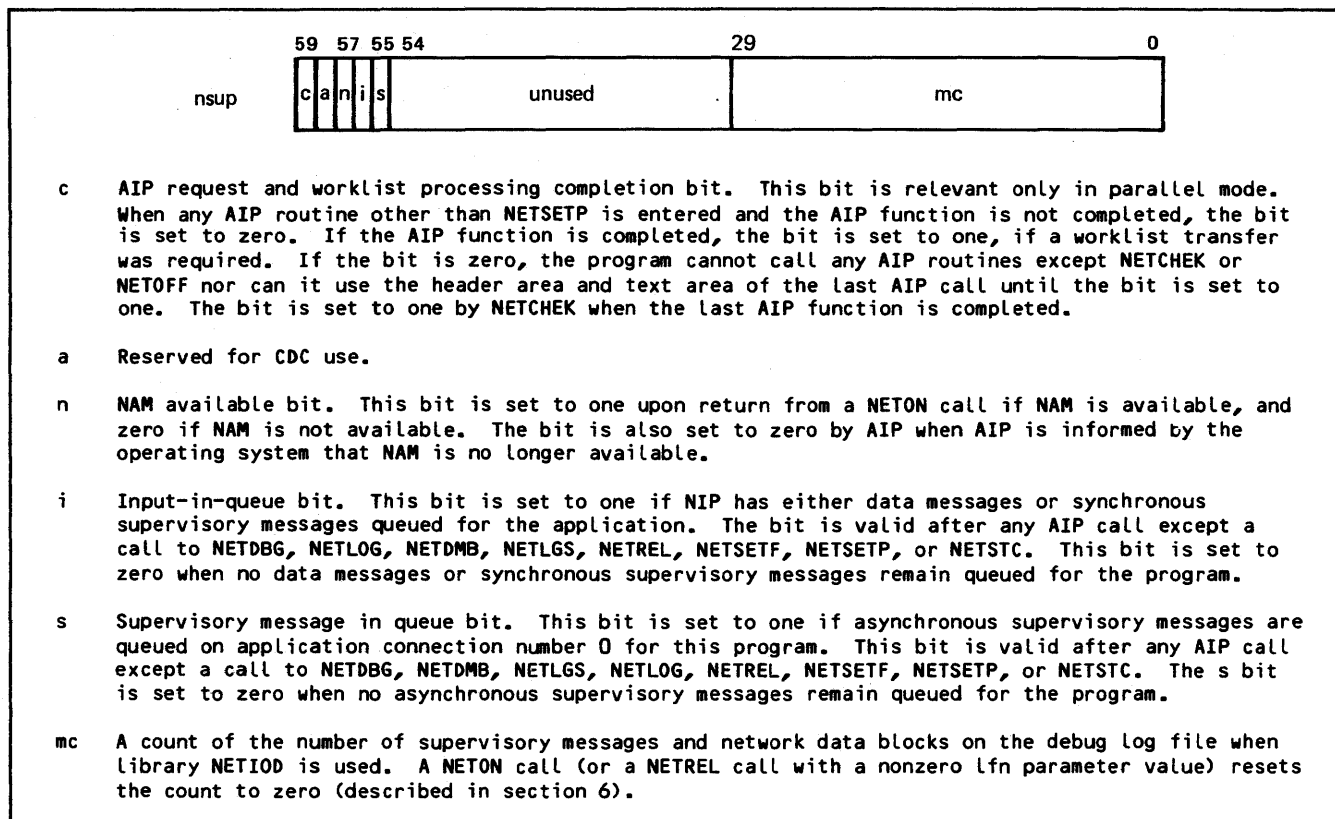 59 57 55 54 29 0
nsup c a n i s unused mc
c AIP request and worklist processing completion bit. This bit is relevant only in parallel mode.
When any AIP routine other than NETSETP is entered and the AIP function is not completed, the bit
is set to zero. If the AIP function is completed, the bit is set to one, if a worklist transfer
was required. If the bit is zero, the program cannot call any AIP routines except NETCHEK or
NETOFF nor can it use the header area and text area of the last AIP call until the bit is set to
one. The bit is set to one by NETCHEK when the last AIP function is completed.
a Reserved for CDC use.
n NAM available bit. This bit is set to one upon return from a NETON call if NAM is available, and
zero if NAM is not available. The bit is also set to zero by AIP when AIP is informed by the
operating system that NAM is no longer available.
i Input-in-queue bit. This bit is set to one if NIP has either data messages or synchronous
supervisory messages queued for the application. The bit is valid after any AIP call except a
call to NETDBG, NETLOG, NETDMB, NETLGS, NETREL, NETSETF, NETSETP, or NETSTC. This bit is set to
zero when no data messages or synchronous supervisory messages remain queued for the program.
s Supervisory message in queue bit. This bit is set to one if asynchronous supervisory messages are
queued on application connection number 0 for this program. This bit is valid after any AIP call
except a call to NETDBG, NETDMB, NETLGS, NETLOG, NETREL, NETSETF, NETSETP, or NETSTC. The s bit
is set to zero when no asynchronous supervisory messages remain queued for the program.
mc A count of the number of supervisory messages and network data blocks on the debug log file when
library NETIOD is used. A NETON call (or a NETREL call with a nonzero lfn parameter value) resets
the count to zero (described in section 6).